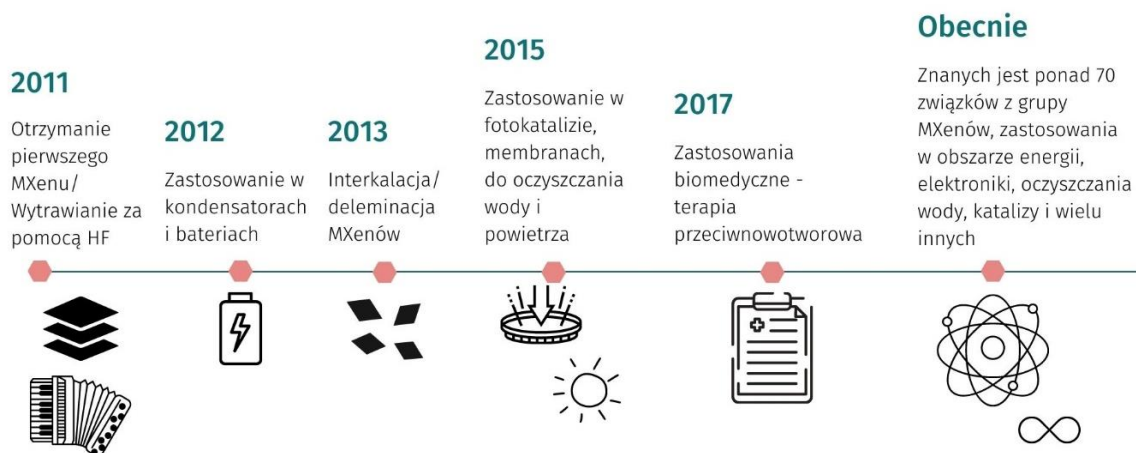 2011
Otrzymanie
pierwszego
MXenu/
Wytrawianie za
pomocą HF
2012
Zastosowanie w
kondensatorach
i bateriach
2013
Interkalacja/
deleminacja
MXenów
2015
Zastosowanie w
fotokatalizie,
membranach,
do oczyszczania
wody i
powietrza
2017
Zastosowania
biomedyczne -
terapia
przeciwnowotworowa
Obecnie
Znanych jest ponad 70
związków z grupy
MXenów, zastosowania
w obszarze energii,
elektroniki, oczyszczania
wody, katalizy i wielu
innych